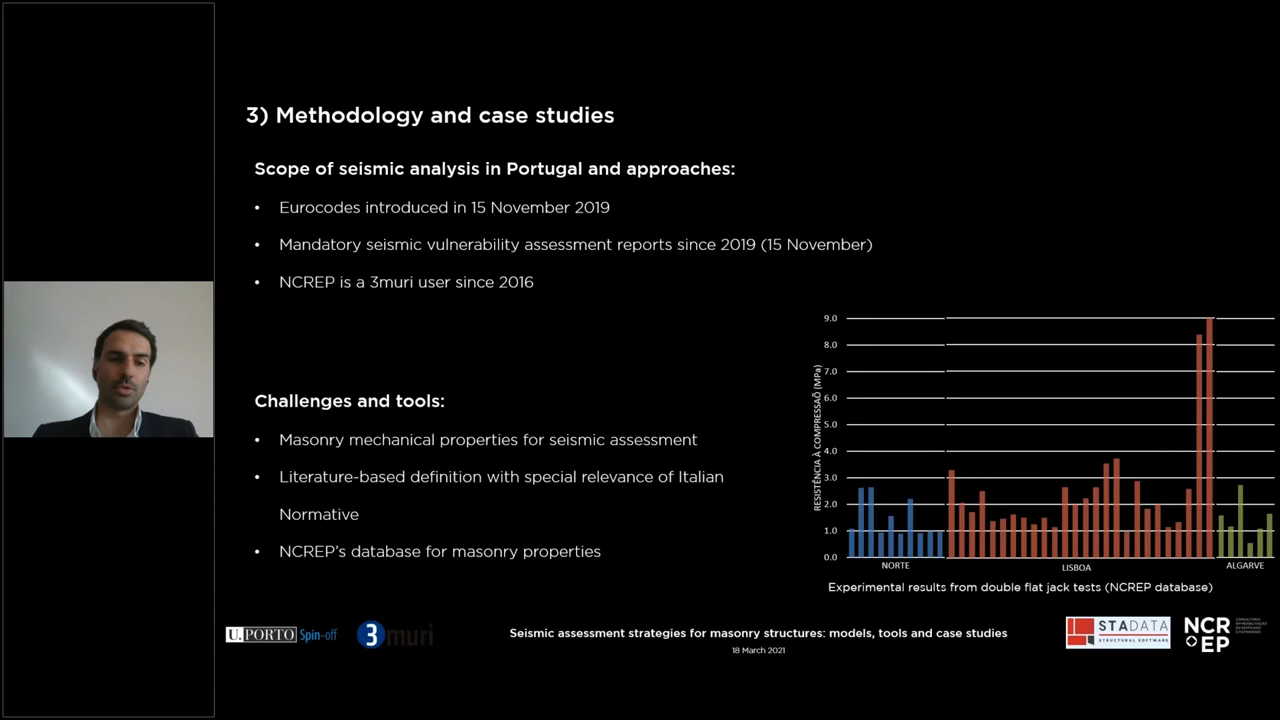 3) Methodology and case studies
Scope of seismic analysis in Portugal and approaches:
• Eurocodes introduced in 15 November 2019
• Mandatory seismic vulnerability assessment reports since 2019 (15 November)
• NCREP is a 3muri user since 2016
Challenges and tools:
• Masonry mechanical properties for seismic assessment
• Literature-based definition with special relevance of Italian
Normative
• NCREP's database for masonry properties
RESISTÊNCIA À COMPRESSAÕ (MPa)
9.0
8.0
7.0
6.0
5.0
4.0
3.0
2.0
1.0
0.0
NORTE
LISBOA
ALGARVE
Experimental results from double flat jack tests (NCREP database)
U.PORTO Spin-off
3muri
Seismic assessment strategies for masonry structures: models, tools and case studies
18 March 2021
STADATA
STRUCTURAL SOFTWARE
NCR
EP